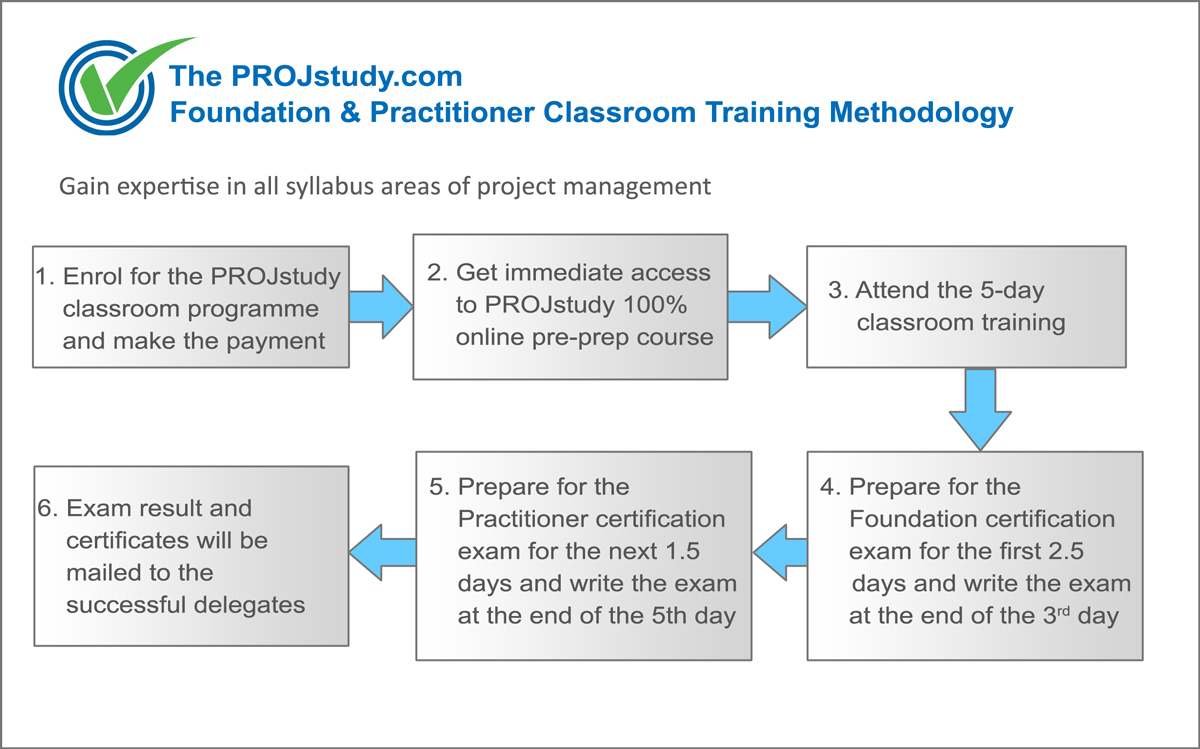 The PROJstudy.com
Foundation & Practitioner Classroom Training Methodology
Gain expertise in all syllabus areas of project management
1. Enrol for the PROJstudy
classroom programme
and make the payment
2. Get immediate access
to PROJstudy 100%
online pre-prep course
3. Attend the 5-day
classroom training
4. Prepare for the
Foundation certification
exam for the first 2.5
days and write the exam
at the end of the 3rd day
5. Prepare for the
Practitioner certification
exam for the next 1.5
days and write the exam
at the end of the 5th day
6. Exam result and
certificates will be
mailed to the
successful delegates